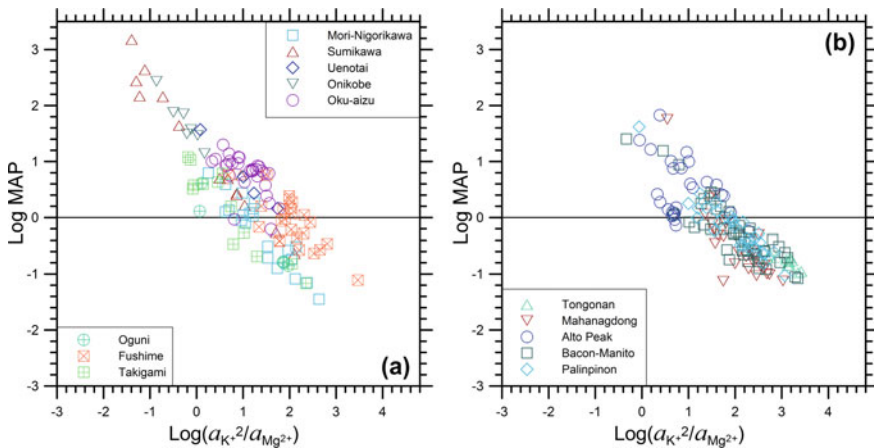 (a)
Log MAP
3
2
1
0
-1
-2
-3
-3 -2 -1 0 1 2 3 4
Log(aK+2/aMg2+)
Mori-Nigorikawa
Sumikawa
Uenotai
Onikobe
Oku-aizu
Oguni
Fushime
Takigami
(b)
Log MAP
3
2
1
0
-1
-2
-3
-3 -2 -1 0 1 2 3 4
Log(aK+2/aMg2+)
Tongonan
Mahanagdong
Alto Peak
Bacon-Manito
Palinpinon